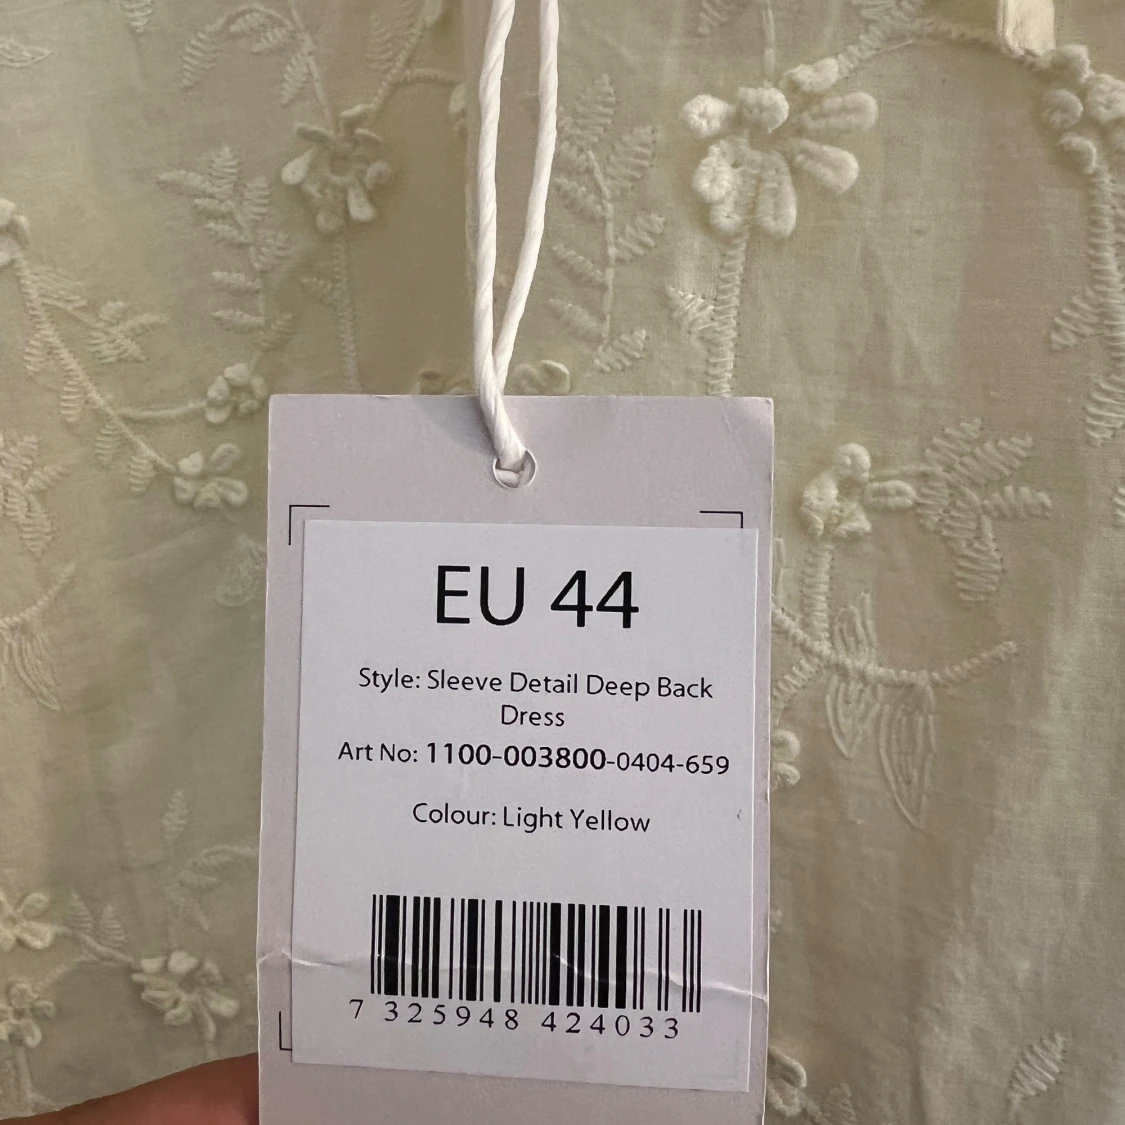 EU 44
Style: Sleeve Detail Deep Back
Dress
Art No: 1100-003800-0404-659
Colour: Light Yellow
7 325948 424033